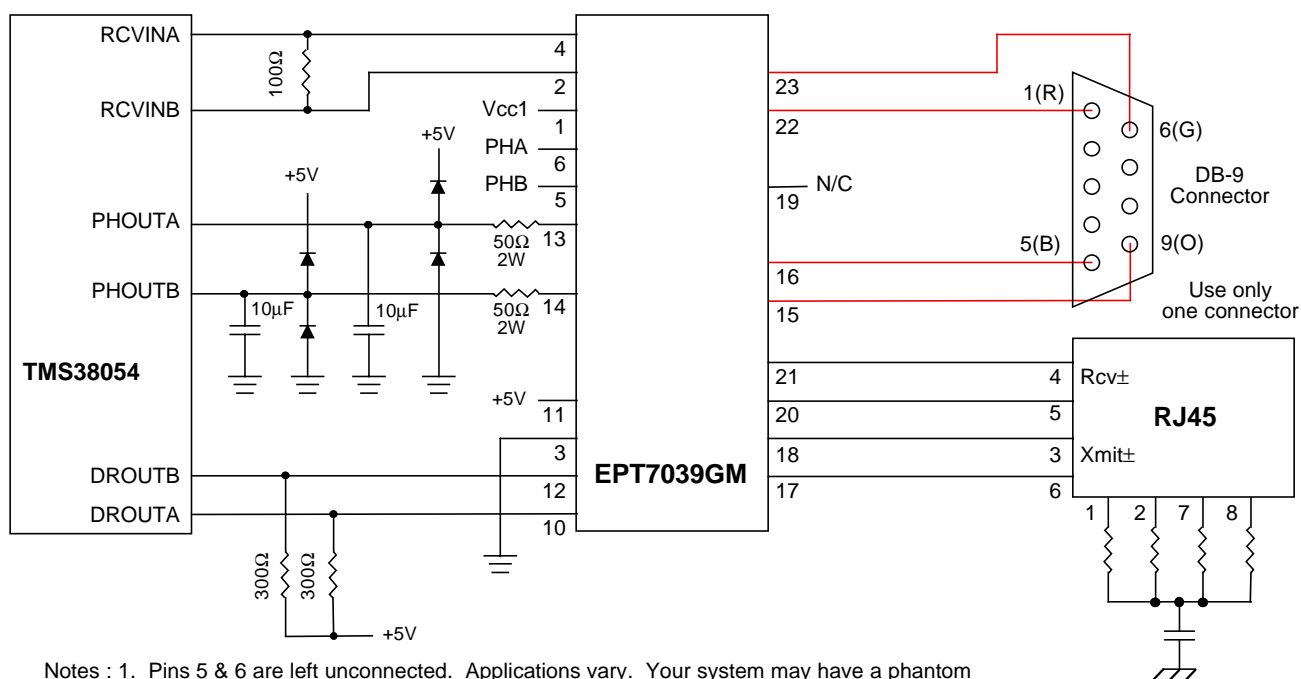 RCVINA
100Ω
RCVINB
PHOUTA
PHOUTB
TMS38054
DROUTB
DROUTA
+5V
+5V
10μF
10μF
50Ω
2W
50Ω
2W
300Ω
300Ω
+5V
4
2
Vcc1
1
PHA
6
PHB
5
13
14
+5V
11
3
12
10
EPT7039GM
23
22
N/C
19
16
15
21
20
18
17
1(R)
6(G)
DB-9
Connector
5(B)
9(O)
Use only
one connector
4
Rcv±
5
RJ45
3
Xmit±
6
1
2
7
8
Notes : 1. Pins 5 & 6 are left unconnected. Applications vary. Your system may have a phantom